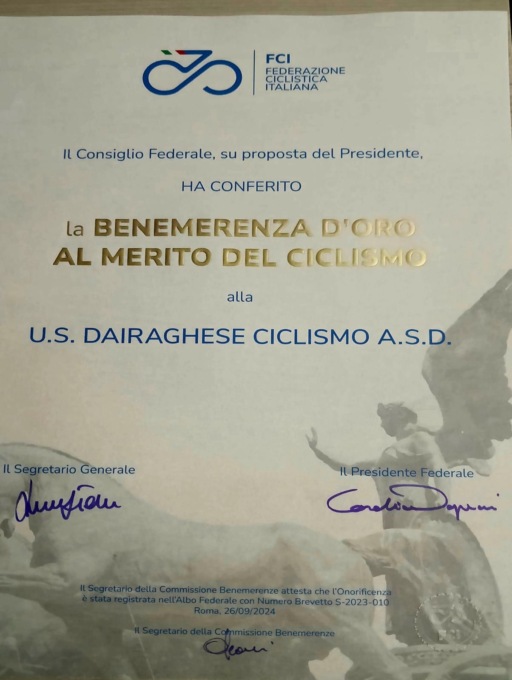 FCI
FEDERAZIONE
CICLISTICA
ITALIANA
Il Consiglio Federale, su proposta del Presidente,
HA CONFERITO
la BENEMERENZA D'ORO
AL MERITO DEL CICLISMO
alla
U.S. DAIRAGHESE CICLISMO A.S.D.
Il Segretario Generale
Il Presidente Federale
Il Segretario della Commissione Benemerenze attesta che l'Onorificenza
è stata registrata nell'Albo Federale con Numero Brevetto S-2023-010
Roma, 26/09/2024
Il Segretario della Commissione Benemerenze